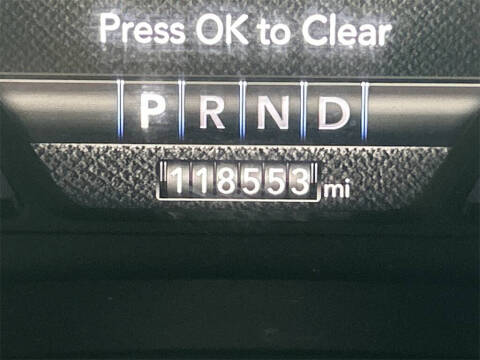 Press OK to Clear
P R N D
118553 mi